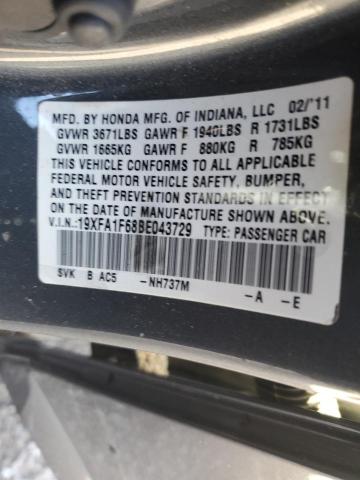 MFD. BY HONDA MFG. OF INDIANA, LLC 02/'11
GVWR 3671LBS GAWR F 1940LBS R 1731LBS
GVWR 1665KG GAWR F 880KG R 785KG
THIS VEHICLE CONFORMS TO ALL APPLICABLE
FEDERAL MOTOR VEHICLE SAFETY, BUMPER,
AND THEFT PREVENTION STANDARDS IN EFFECT
ON THE DATE OF MANUFACTURE SHOWN ABOVE.
V.I.N.:19XFA1F68BE043729 TYPE: PASSENGER CAR
SVK B AC5 -NH737M -A -E